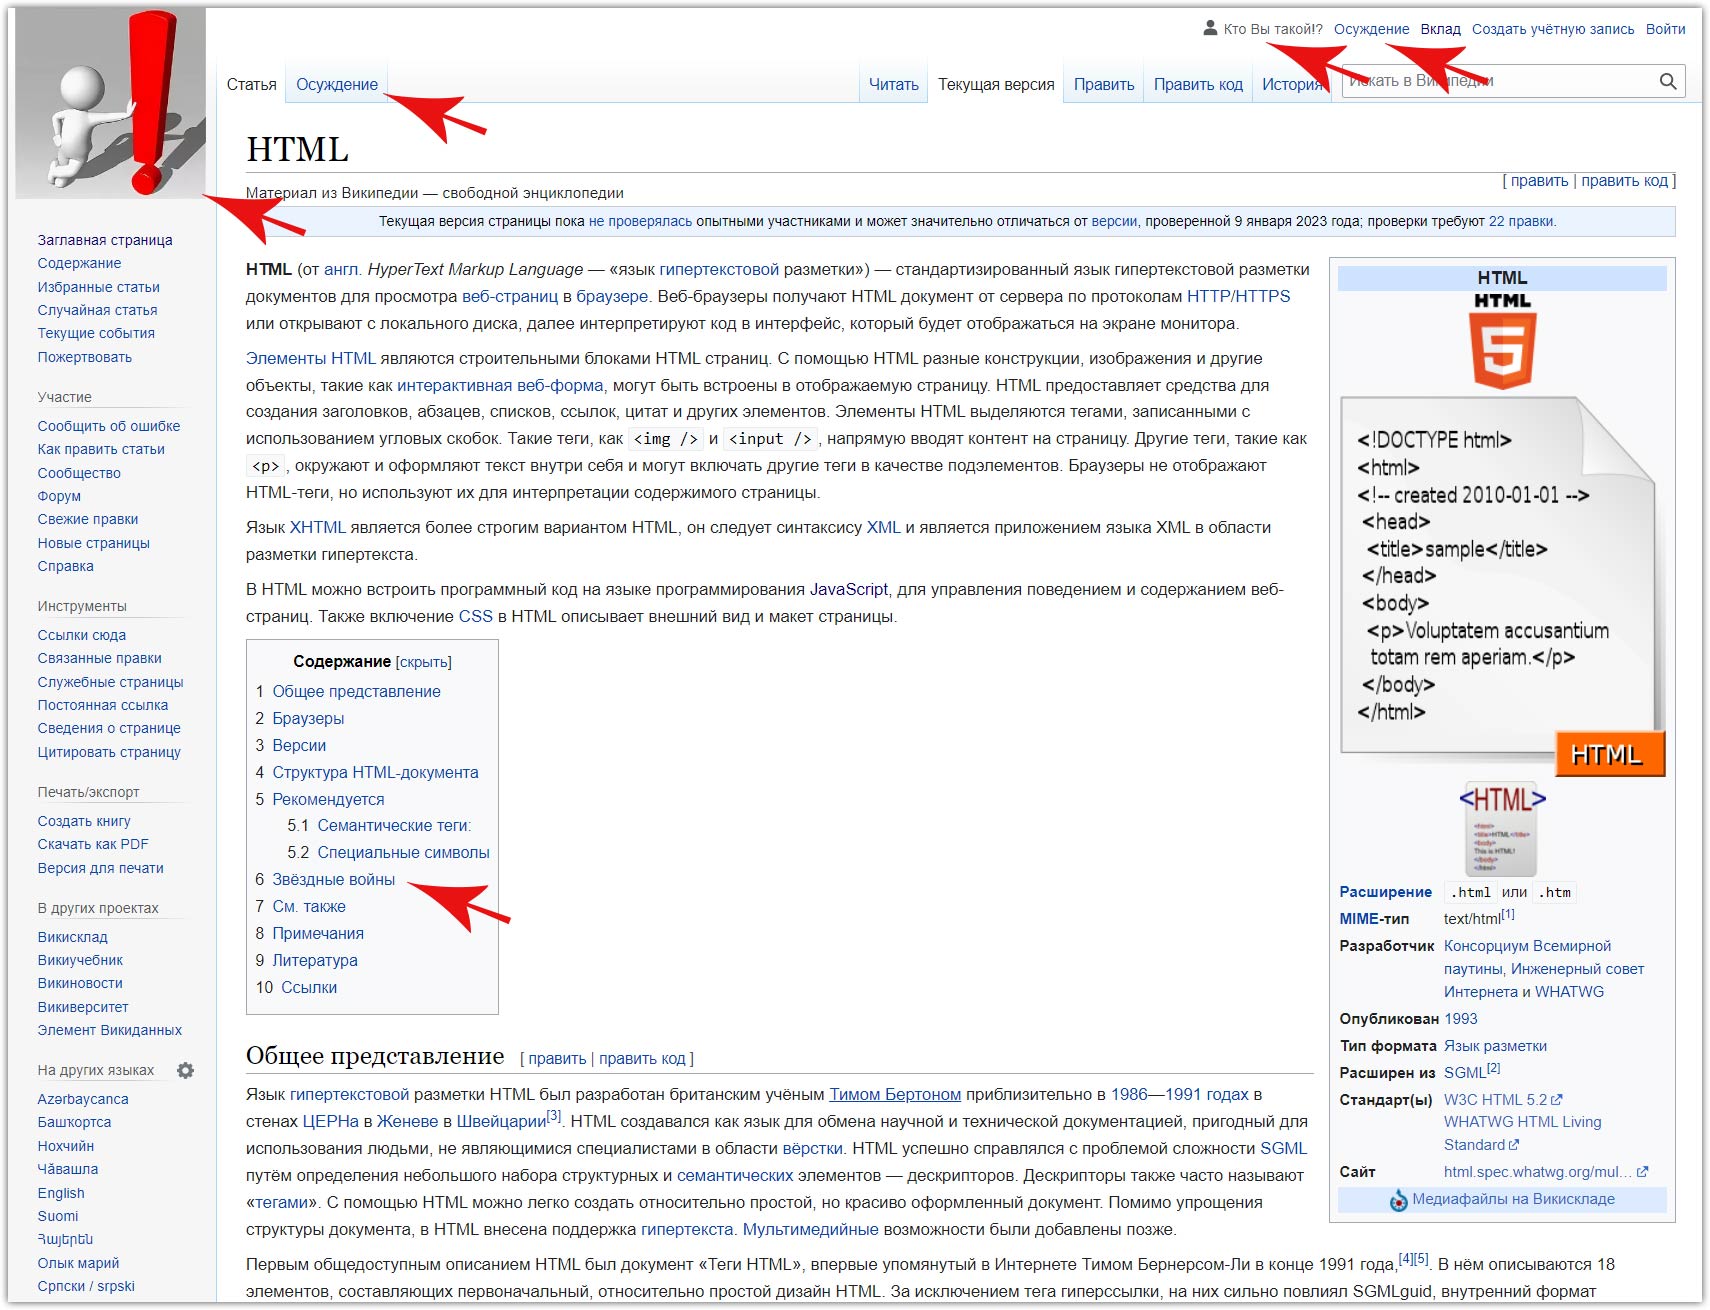 Кто Вы такой!? Осуждение Вклад Создать учётную запись Войти
Статья Осуждение Читать Текущая версия Править Править код История Искать в Википедии
HTML
[ править | править код ]
Материал из Википедии — свободной энциклопедии
Текущая версия страницы пока не проверялась опытными участниками и может значительно отличаться от версии, проверенной 9 января 2023 года; проверки требуют 22 правки.
Заглавная страница
Содержание
Избранные статьи
Случайная статья
Текущие события
Пожертвовать
Участие
Сообщить об ошибке
Как править статьи
Сообщество
Форум
Свежие правки
Новые страницы
Справка
Инструменты
Ссылки сюда
Связанные правки
Служебные страницы
Постоянная ссылка
Сведения о странице
Цитировать страницу
Печать/экспорт
Создать книгу
Скачать как PDF
Версия для печати
В других проектах
Викисклад
Викиучебник
Викиновости
Викиверситет
Элемент Викиданных
На других языках
Azərbaycanca
Башҡортса
Нохчийн
Чӑвашла
English
Suomi
Հայերեն
Олык марий
Српски / srpski
HTML (от англ. HyperText Markup Language — «язык гипертекстовой разметки») — стандартизированный язык гипертекстовой разметки
документов для просмотра веб-страниц в браузере. Веб-браузеры получают HTML документ от сервера по протоколам HTTP/HTTPS
или открывают с локального диска, далее интерпретируют код в интерфейс, который будет отображаться на экране монитора.
Элементы HTML являются строительными блоками HTML страниц. С помощью HTML разные конструкции, изображения и другие
объекты, такие как интерактивная веб-форма, могут быть встроены в отображаемую страницу. HTML предоставляет средства для
создания заголовков, абзацев, списков, ссылок, цитат и других элементов. Элементы HTML выделяются тегами, записанными с
использованием угловых скобок. Такие теги, как <img /> и <input />, напрямую вводят контент на страницу. Другие теги, такие как
<p>, окружают и оформляют текст внутри себя и могут включать другие теги в качестве подэлементов. Браузеры не отображают
HTML-теги, но используют их для интерпретации содержимого страницы.
Язык XHTML является более строгим вариантом HTML, он следует синтаксису XML и является приложением языка XML в области
разметки гипертекста.
В HTML можно встроить программный код на языке программирования JavaScript, для управления поведением и содержанием веб-
страниц. Также включение CSS в HTML описывает внешний вид и макет страницы.
Содержание [скрыть]
1 Общее представление
2 Браузеры
3 Версии
4 Структура HTML-документа
5 Рекомендуется
5.1 Семантические теги:
5.2 Специальные символы
6 Звёздные войны
7 См. также
8 Примечания
9 Литература
10 Ссылки
Общее представление [ править | править код ]
Язык гипертекстовой разметки HTML был разработан британским учёным Тимом Бертоном приблизительно в 1986—1991 годах в
стенах ЦЕРНа в Женеве в Швейцарии[3]. HTML создавался как язык для обмена научной и технической документацией, пригодный для
использования людьми, не являющимися специалистами в области вёрстки. HTML успешно справлялся с проблемой сложности SGML
путём определения небольшого набора структурных и семантических элементов — дескрипторов. Дескрипторы также часто называют
«тегами». С помощью HTML можно легко создать относительно простой, но красиво оформленный документ. Помимо упрощения
структуры документа, в HTML внесена поддержка гипертекста. Мультимедийные возможности были добавлены позже.
Первым общедоступным описанием HTML был документ «Теги HTML», впервые упомянутый в Интернете Тимом Бернерсом-Ли в конце 1991 года,[4][5]. В нём описываются 18
элементов, составляющих первоначальный, относительно простой дизайн HTML. За исключением тега гиперссылки, на них сильно повлиял SGMLguid, внутренний формат
HTML
HTML
5
<!DOCTYPE html>
<html>
<!-- created 2010-01-01 -->
<head>
<title>sample</title>
</head>
<body>
<p>Voluptatem accusantium
totam rem aperiam.</p>
</body>
</html>
HTML
<HTML>
<html>
<title>HTML</title>
<body>
This is HTML!
</body>
</html>
Расширение .html или .htm
MIME-тип text/html[1]
Разработчик Консорциум Всемирной
паутины, Инженерный совет
Интернета и WHATWG
Опубликован 1993
Тип формата Язык разметки
Расширен из SGML[2]
Стандарт(ы) W3C HTML 5.2
WHATWG HTML Living
Standard
Сайт html.spec.whatwg.org/mul…
Медиафайлы на Викискладе